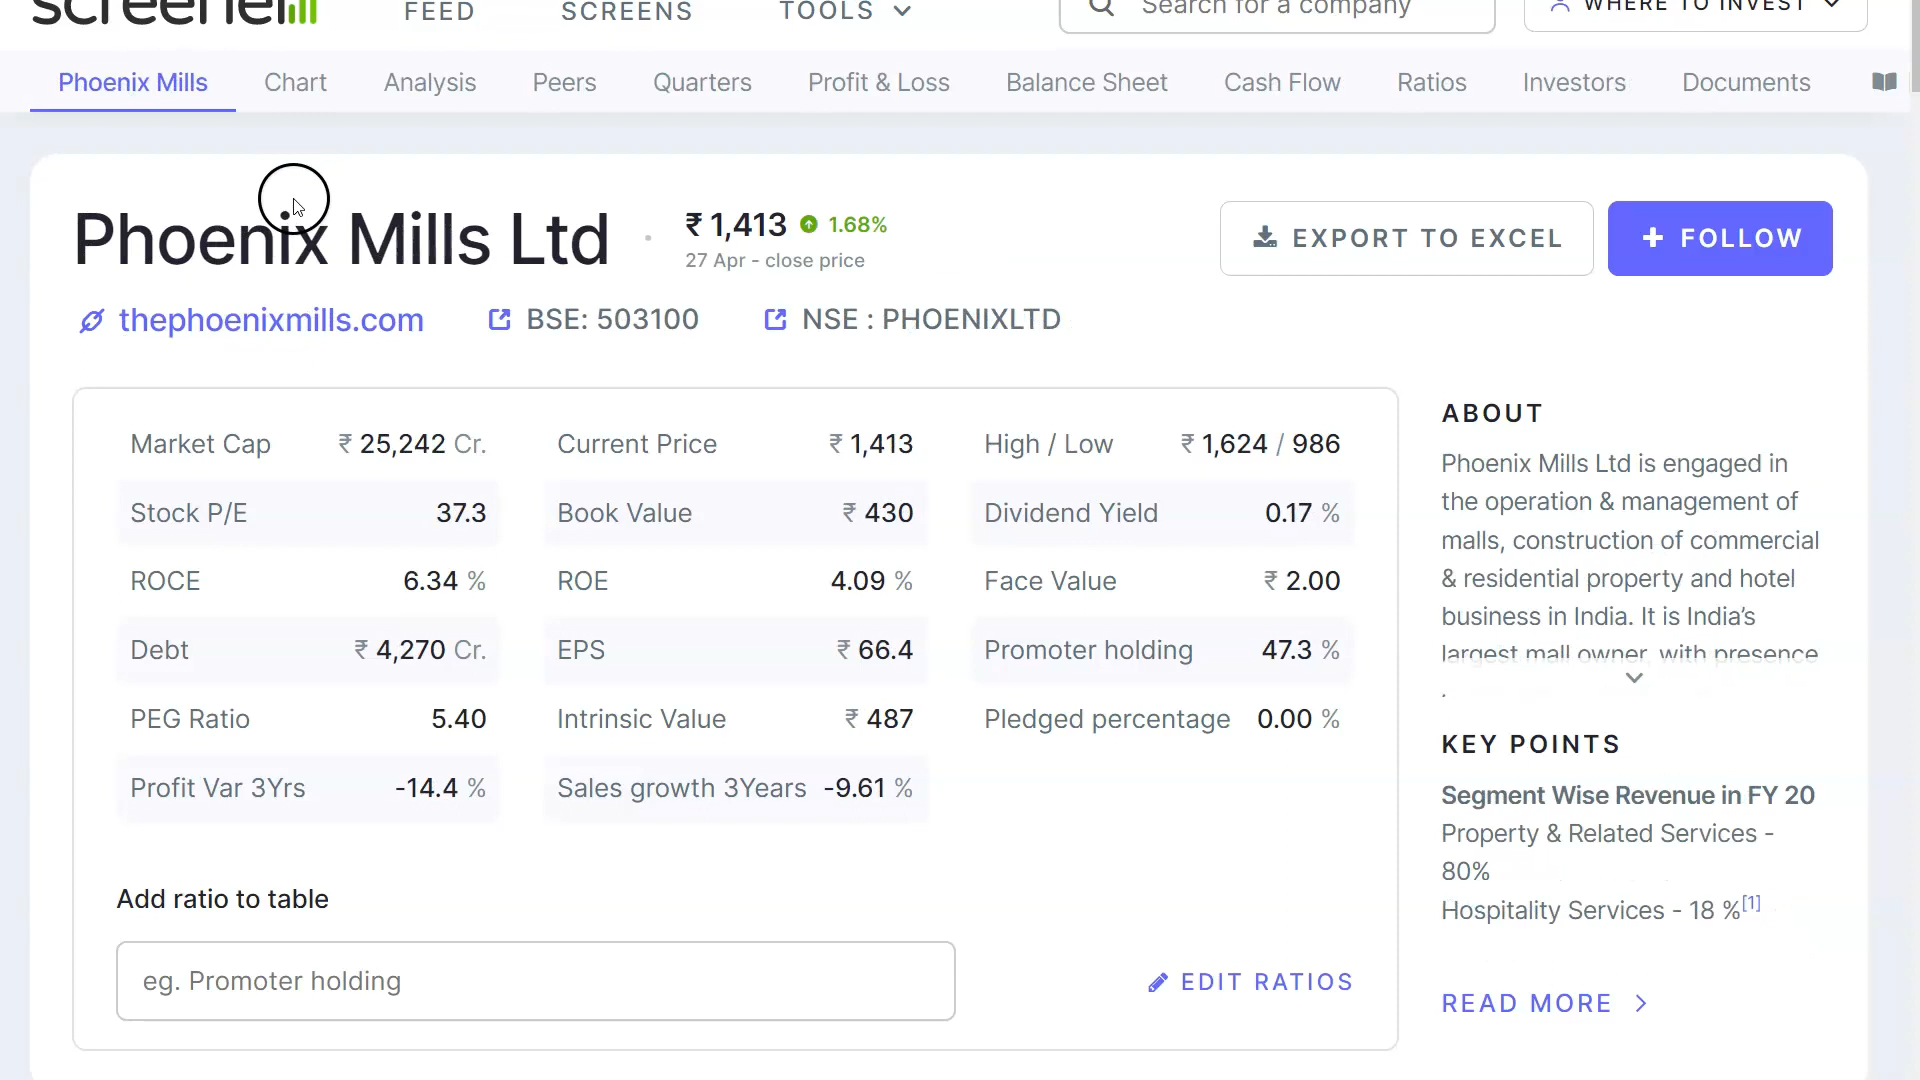 screener
FEED SCREENS TOOLS Search for a company WHERE TO INVEST
Phoenix Mills Chart Analysis Peers Quarters Profit & Loss Balance Sheet Cash Flow Ratios Investors Documents
Phoenix Mills Ltd ₹ 1,413 1.68% EXPORT TO EXCEL + FOLLOW
27 Apr - close price
thephoenixmills.com BSE: 503100 NSE : PHOENIXLTD
Market Cap ₹ 25,242 Cr. Current Price ₹ 1,413 High / Low ₹ 1,624 / 986
Stock P/E 37.3 Book Value ₹ 430 Dividend Yield 0.17 %
ROCE 6.34 % ROE 4.09 % Face Value ₹ 2.00
Debt ₹ 4,270 Cr. EPS ₹ 66.4 Promoter holding 47.3 %
PEG Ratio 5.40 Intrinsic Value ₹ 487 Pledged percentage 0.00 %
Profit Var 3Yrs -14.4 % Sales growth 3Years -9.61 %
Add ratio to table
eg. Promoter holding EDIT RATIOS
ABOUT
Phoenix Mills Ltd is engaged in
the operation & management of
malls, construction of commercial
& residential property and hotel
business in India. It is India’s
largest mall owner, with presence
KEY POINTS
Segment Wise Revenue in FY 20
Property & Related Services -
80%
Hospitality Services - 18 %[1]
READ MORE